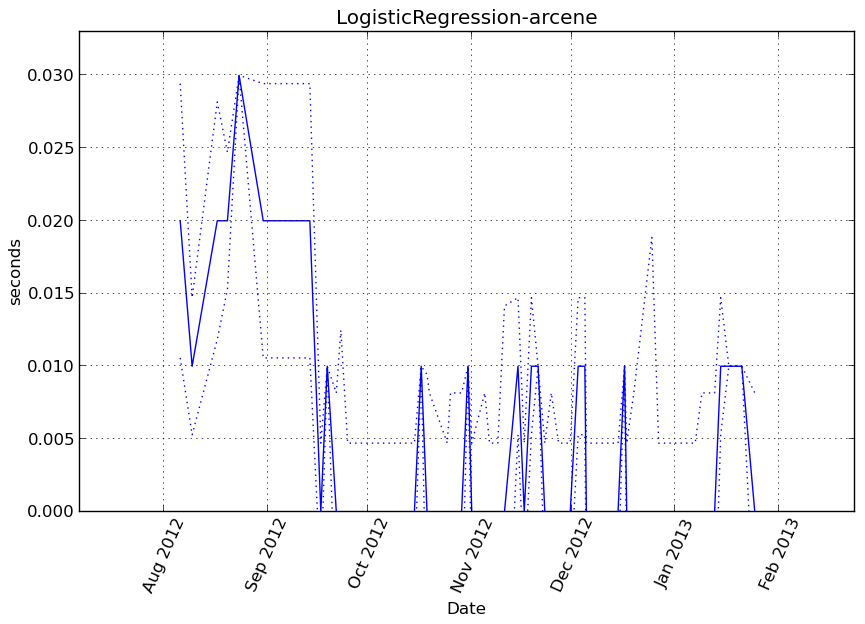 LogisticRegression-arcene
0.030
0.025
0.020
0.015
0.010
0.005
0.000
seconds
Aug 2012
Sep 2012
Oct 2012
Nov 2012
Dec 2012
Jan 2013
Feb 2013
Date